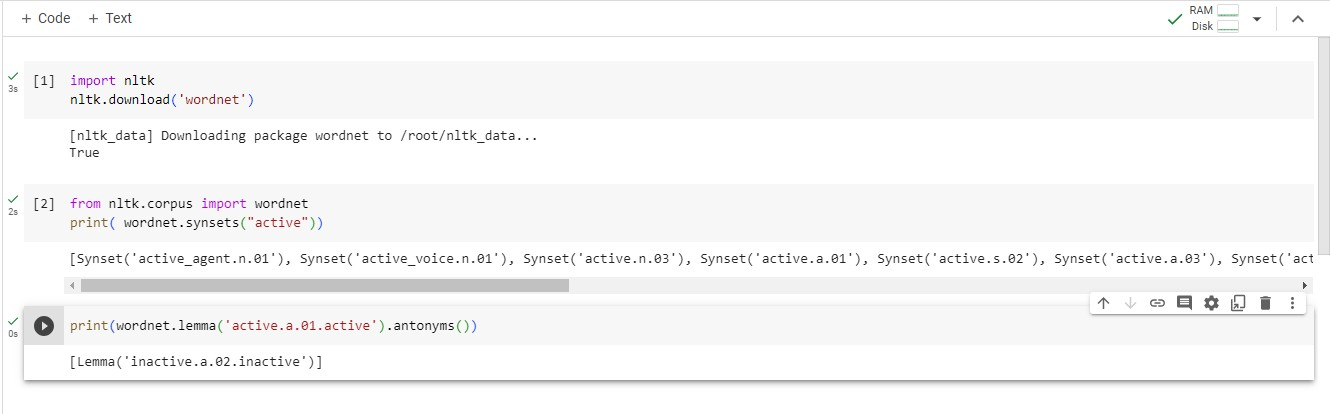 + Code + Text
RAM
Disk
[1] import nltk
3s
nltk.download('wordnet')
[nltk_data] Downloading package wordnet to /root/nltk_data...
True
[2] from nltk.corpus import wordnet
2s
print( wordnet.synsets("active"))
[Synset('active_agent.n.01'), Synset('active_voice.n.01'), Synset('active.n.03'), Synset('active.a.01'), Synset('active.s.02'), Synset('active.a.03'), Synset('act
print(wordnet.lemma('active.a.01.active').antonyms())
0s
[Lemma('inactive.a.02.inactive')]